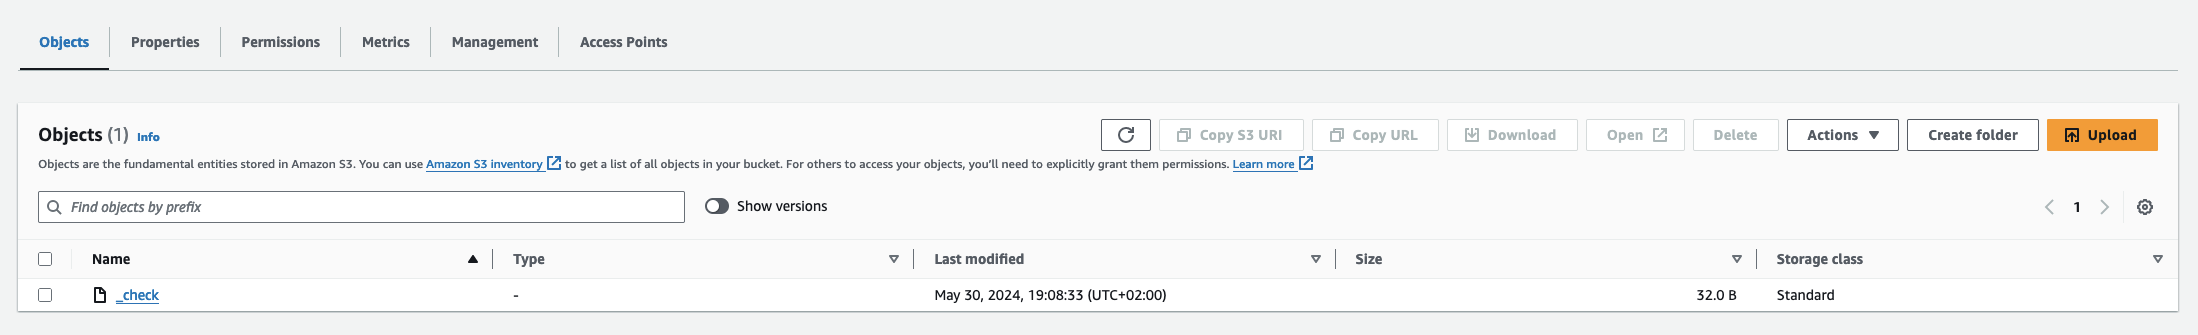 Objects Properties Permissions Metrics Management Access Points
Objects (1) Info Copy S3 URI Copy URL Download Open Delete Actions Create folder Upload
Objects are the fundamental entities stored in Amazon S3. You can use Amazon S3 inventory to get a list of all objects in your bucket. For others to access your objects, you'll need to explicitly grant them permissions. Learn more
Find objects by prefix Show versions 1
Name Type Last modified Size Storage class
_check - May 30, 2024, 19:08:33 (UTC+02:00) 32.0 B Standard